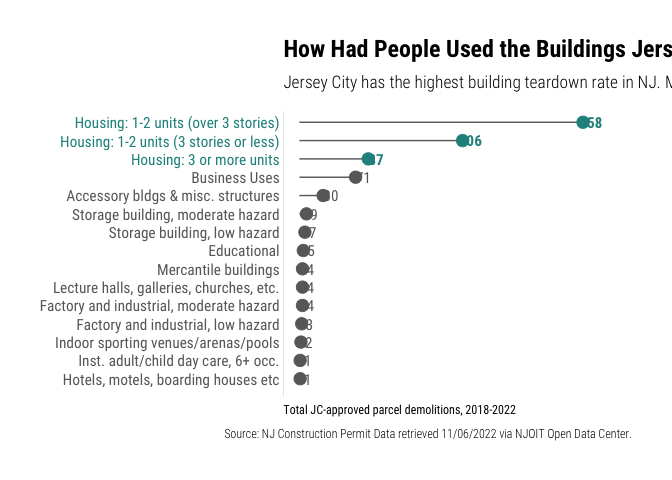 How Had People Used the Buildings Jers
Jersey City has the highest building teardown rate in NJ. M
Housing: 1-2 units (over 3 stories) 58
Housing: 1-2 units (3 stories or less) 06
Housing: 3 or more units 7
Business Uses 1
Accessory bldgs & misc. structures 0
Storage building, moderate hazard 9
Storage building, low hazard 7
Educational 5
Mercantile buildings 4
Lecture halls, galleries, churches, etc. 4
Factory and industrial, moderate hazard 4
Factory and industrial, low hazard 3
Indoor sporting venues/arenas/pools 2
Inst. adult/child day care, 6+ occ. 1
Hotels, motels, boarding houses etc 1
Total JC-approved parcel demolitions, 2018-2022
Source: NJ Construction Permit Data retrieved 11/06/2022 via NJOIT Open Data Center.